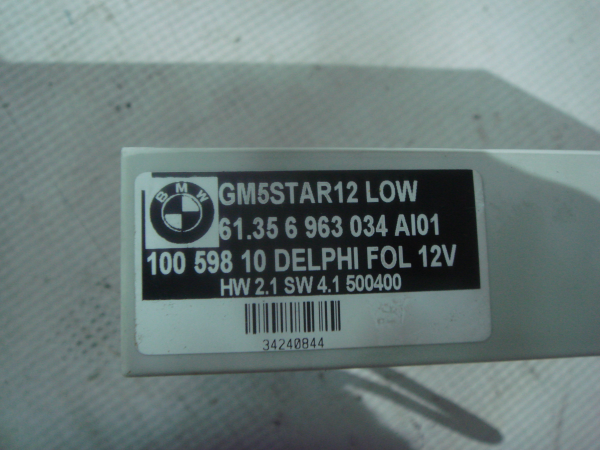 BMW
GM5STAR12 LOW
61.35 6 963 034 AI01
100 598 10 DELPHI FOL 12V
HW 2.1 SW 4.1 500400
34240844